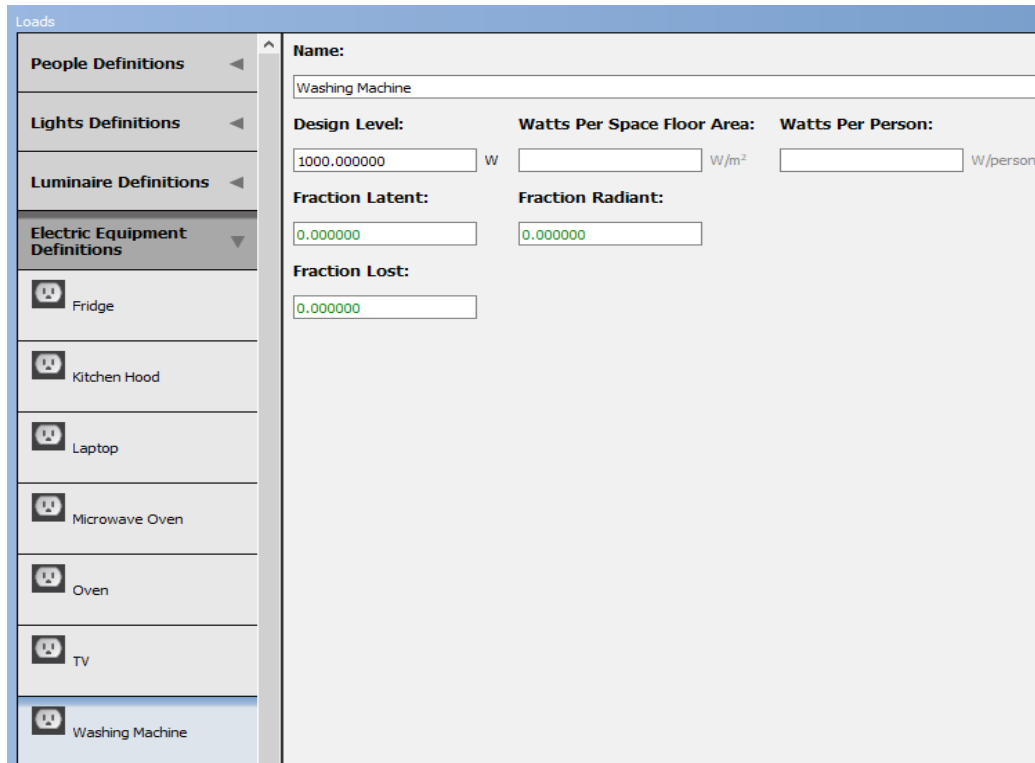 Loads
People Definitions
Lights Definitions
Luminaire Definitions
Electric Equipment
Definitions
Fridge
Kitchen Hood
Laptop
Microwave Oven
Oven
TV
Washing Machine
Name:
Washing Machine
Design Level: Watts Per Space Floor Area: Watts Per Person:
1000.000000 W W/m² W/person
Fraction Latent: Fraction Radiant:
0.000000 0.000000
Fraction Lost:
0.000000